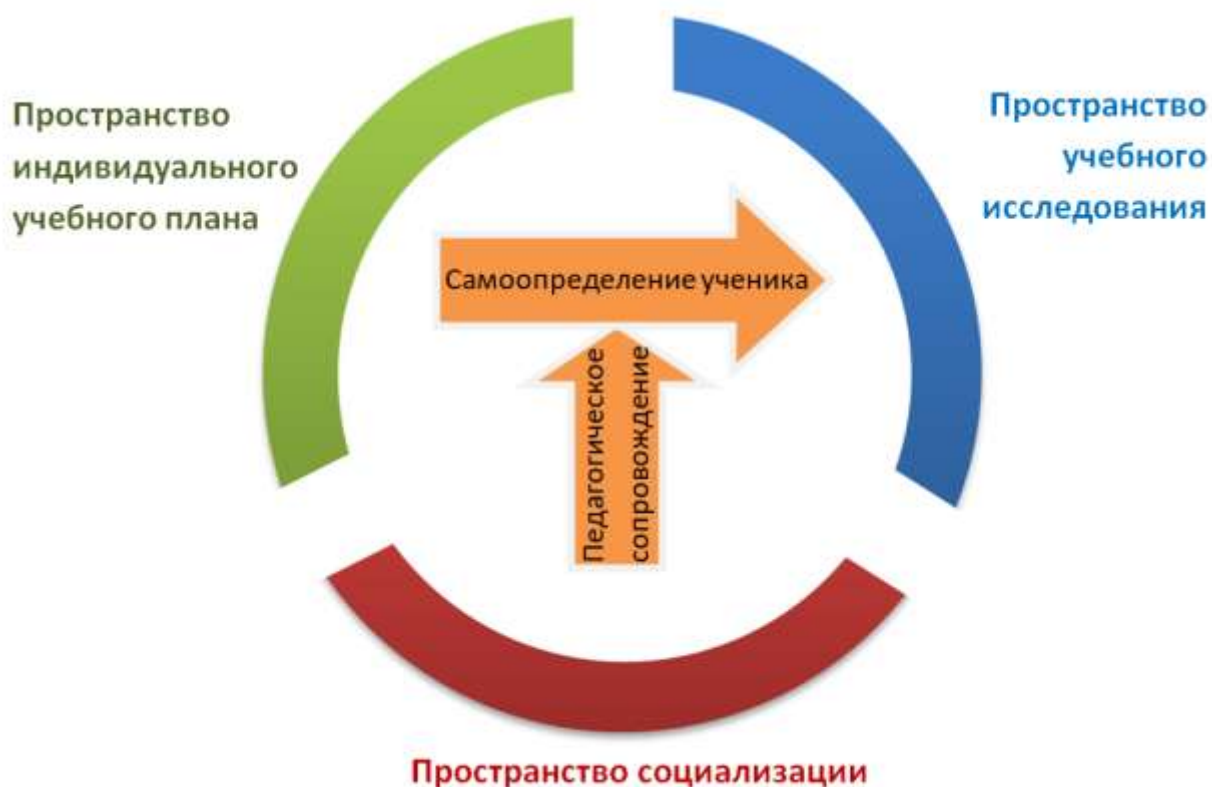 Пространство
индивидуального
учебного плана
Пространство
учебного
исследования
Самоопределение ученика
Педагогическое
сопровождение
Пространство социализации